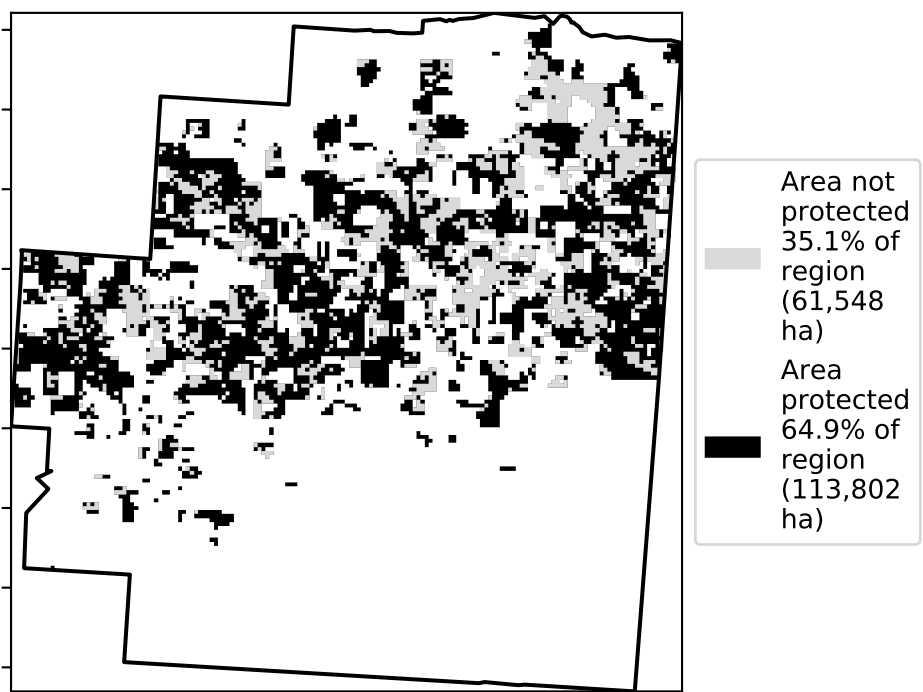 Area not
protected
35.1% of
region
(61,548
ha)
Area
protected
64.9% of
region
(113,802
ha)